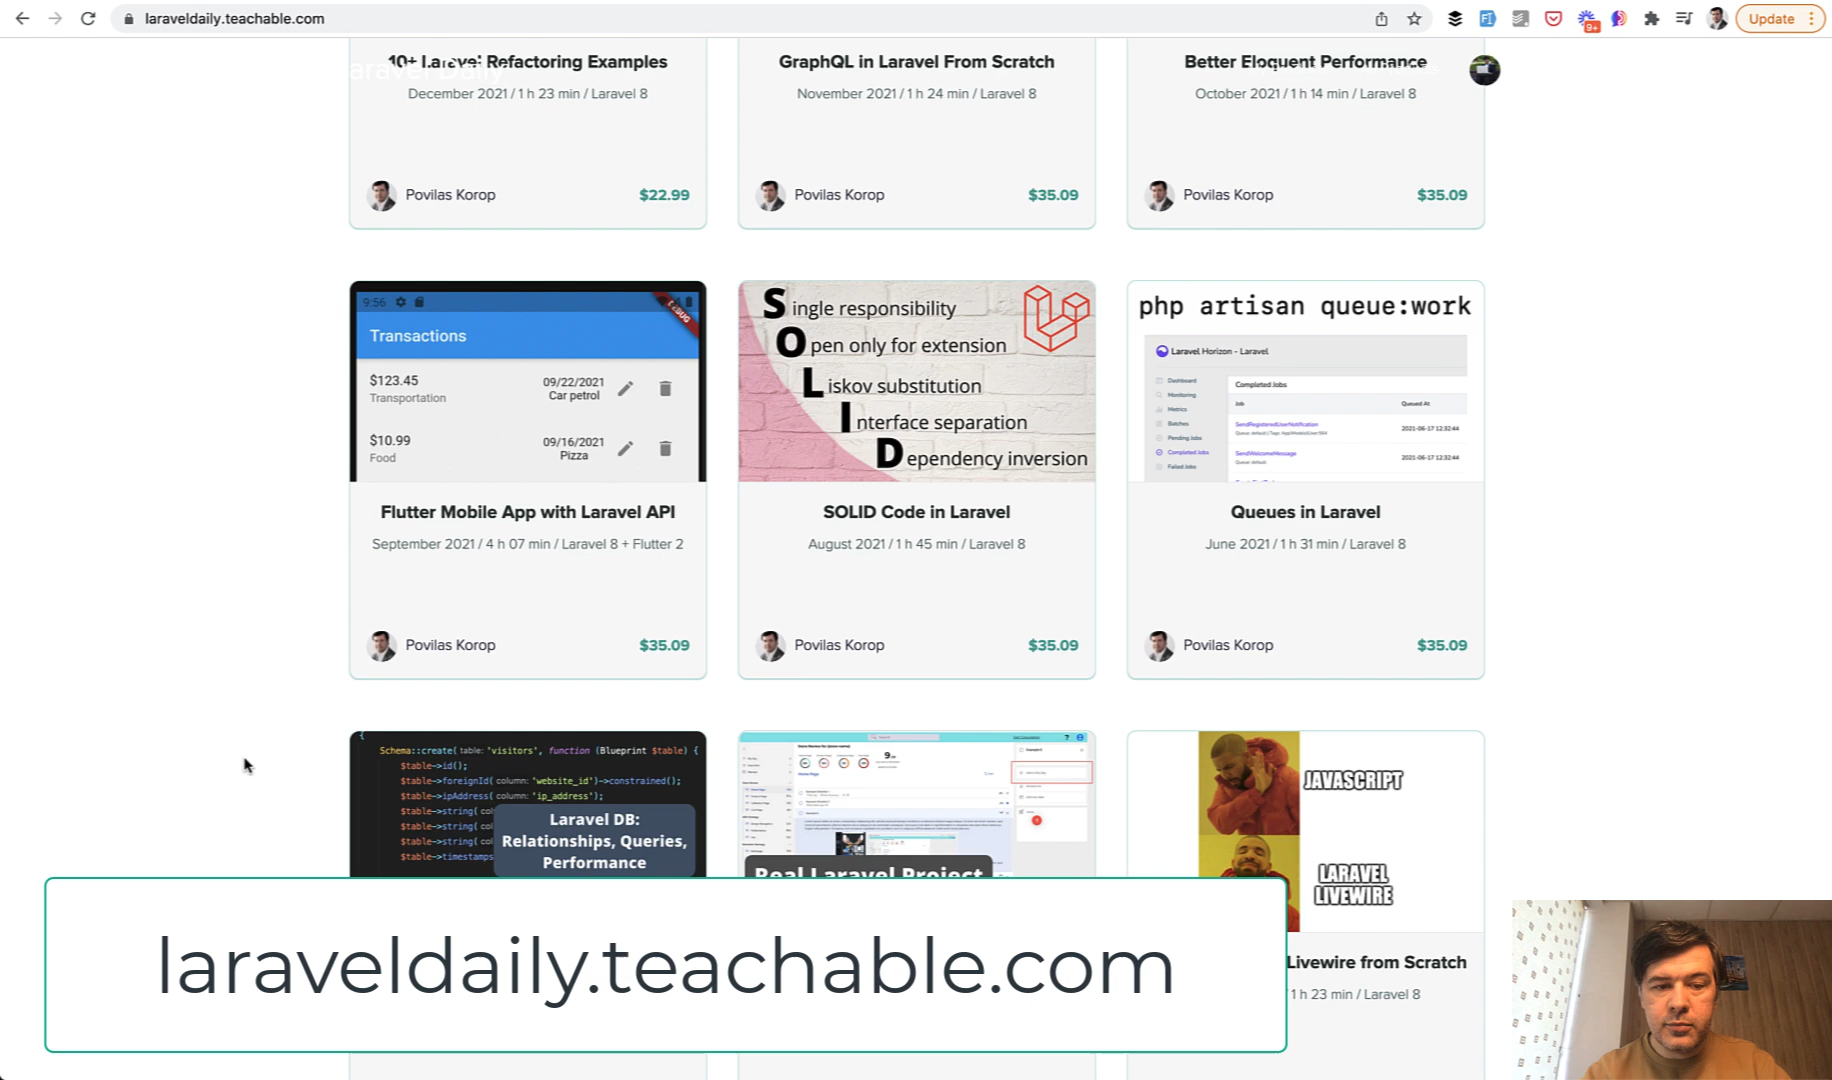 laraveldaily.teachable.com
Update
9+
Laravel Daily
10+ Laravel Refactoring Examples
December 2021 / 1 h 23 min / Laravel 8
Povilas Korop
$22.99
GraphQL in Laravel From Scratch
November 2021 / 1 h 24 min / Laravel 8
Povilas Korop
$35.09
Better Eloquent Performance
October 2021 / 1 h 14 min / Laravel 8
Povilas Korop
$35.09
9:56
DEBUG
Transactions
$123.45
Transportation
09/22/2021
Car petrol
$10.99
Food
09/16/2021
Pizza
Flutter Mobile App with Laravel API
September 2021 / 4 h 07 min / Laravel 8 + Flutter 2
Povilas Korop
$35.09
Single responsibility
Open only for extension
Liskov substitution
Interface separation
Dependency inversion
SOLID Code in Laravel
August 2021 / 1 h 45 min / Laravel 8
Povilas Korop
$35.09
php artisan queue:work
Laravel Horizon - Laravel
Dashboard
Monitoring
Metrics
Batches
Pending Jobs
Completed Jobs
Failed Jobs
Completed Jobs
Job
Queued At
SendRegisteredUserNotification
2021-06-17 12:32:44
SendWelcomeMessage
Queue: default
2021-06-17 12:32:44
Queues in Laravel
June 2021 / 1 h 31 min / Laravel 8
Povilas Korop
$35.09
{
Schema::create( table: 'visitors', function (Blueprint $table) {
$table->id();
$table->foreignId( column: 'website_id')->constrained();
$table->ipAddress( column: 'ip_address');
$table->string(
$table->string(
$table->string(
$table->timestamps
Laravel DB:
Relationships, Queries,
Performance
Home Page
Real Laravel Project
JAVASCRIPT
LARAVEL
LIVEWIRE
Livewire from Scratch
1 h 23 min / Laravel 8
laraveldaily.teachable.com